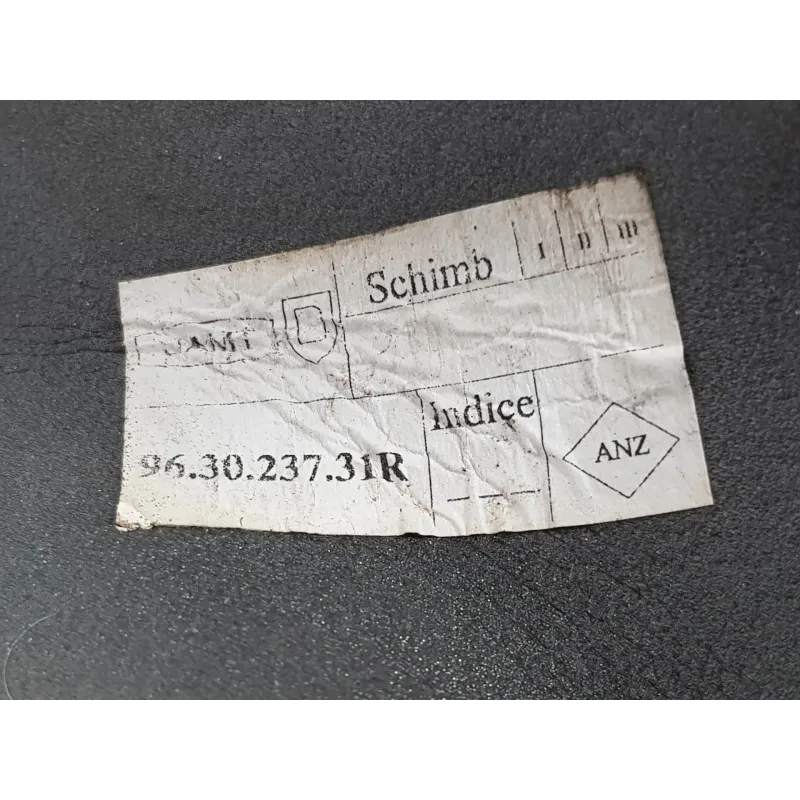 Schimb I II III
D
Indice
96.30.237.31R
ANZ